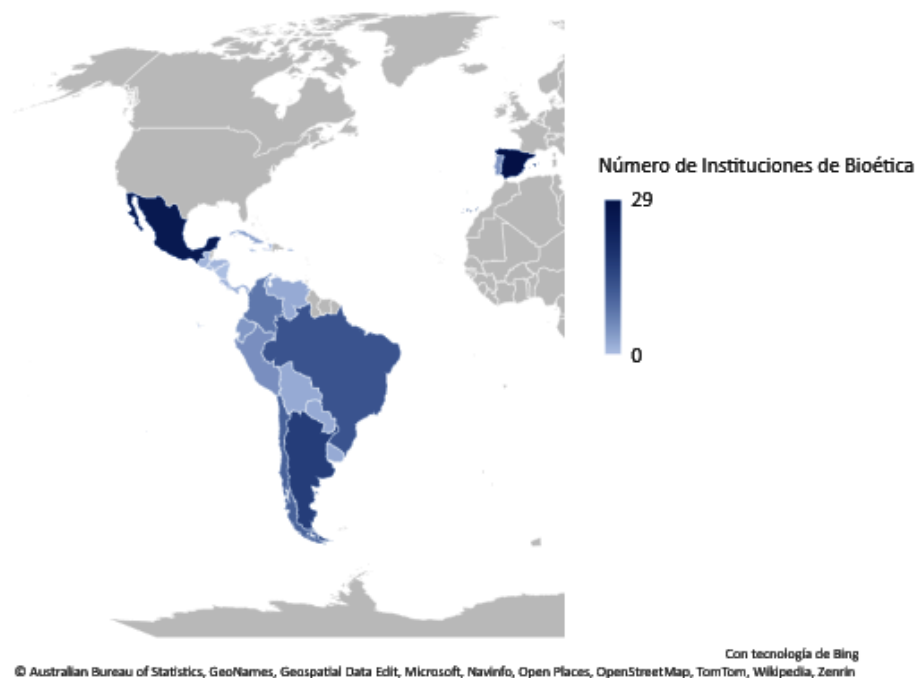 Número de Instituciones de Bioética
29
0
Con tecnología de Bing
© Australian Bureau of Statistics, GeoNames, Geospatial Data Edit, Microsoft, Navinfo, Open Places, OpenStreetMap, TomTom, Wikipedia, Zenrin